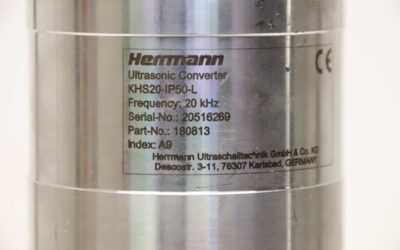 Herrmann
CE
Ultrasonic Converter
KHS20-IP50-L
Frequency: 20 kHz
Serial-No.: 20516269
Part-No.: 180813
Index: A9
Herrmann Ultraschalltechnik GmbH & Co. KG
Descostr. 3-11, 76307 Karlsbad, GERMANY